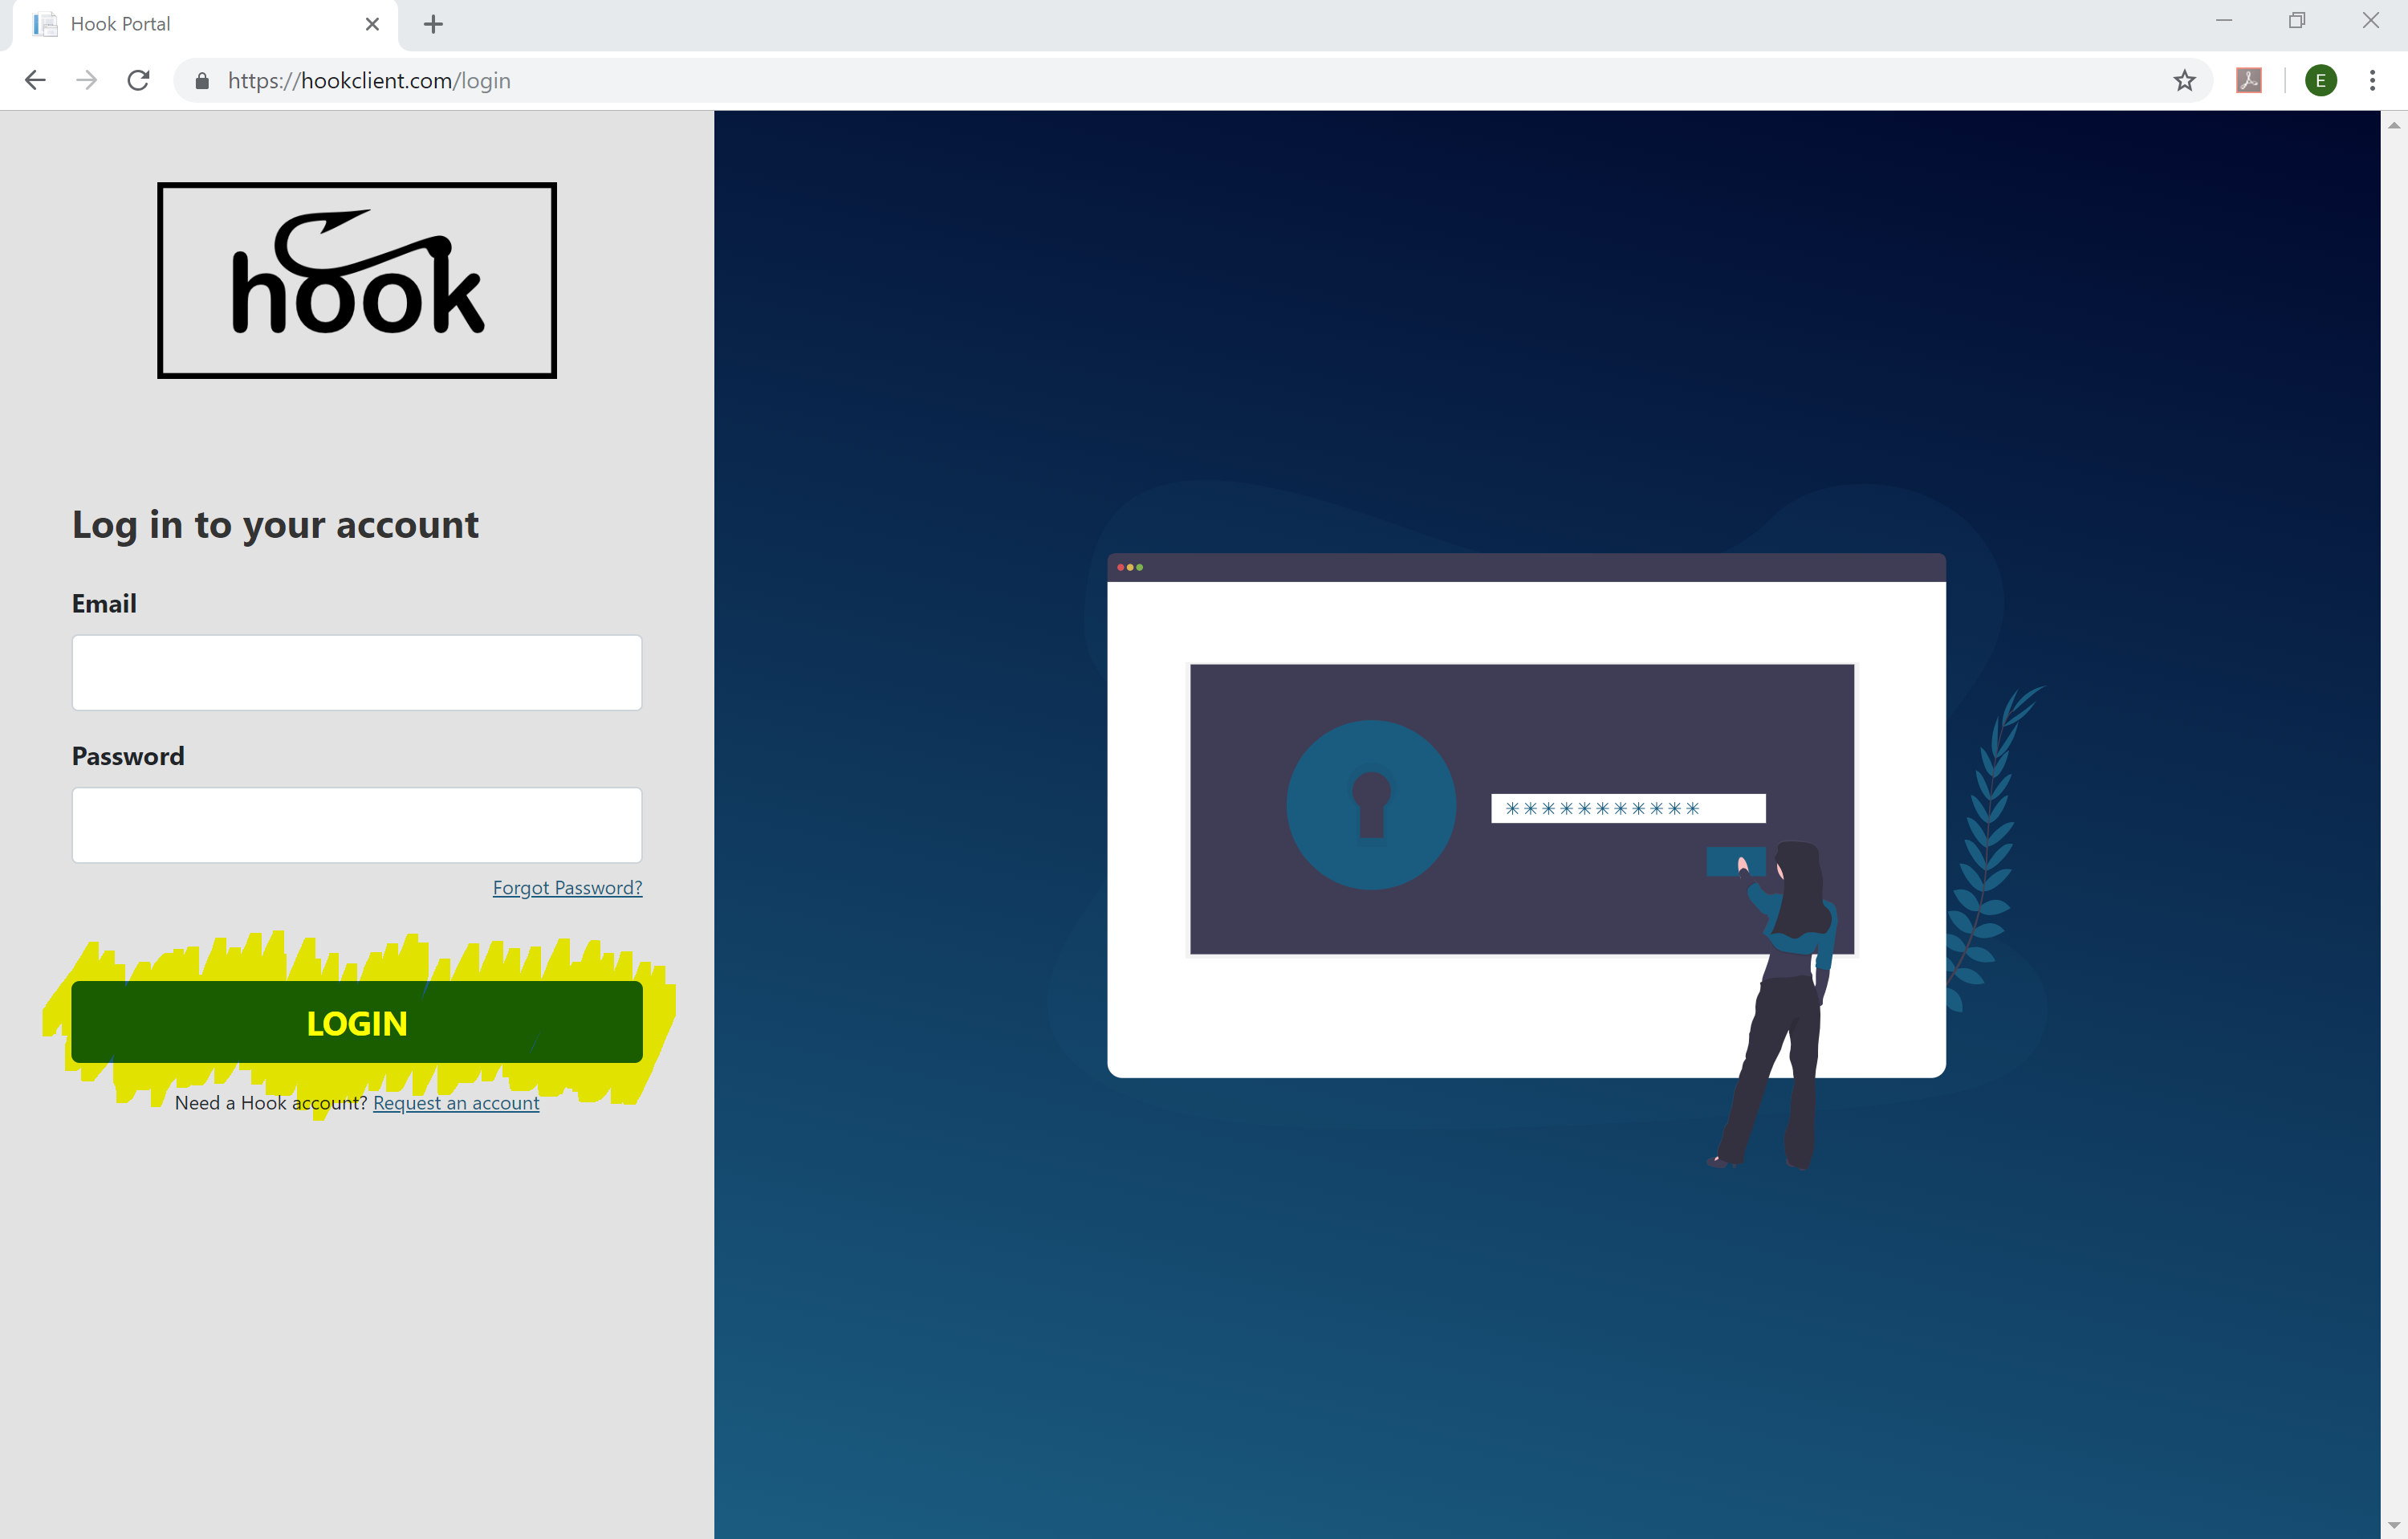 Hook Portal
https://hookclient.com/login
E
hook
Log in to your account
Email
Password
Forgot Password?
LOGIN
Need a Hook account? Request an account
***********